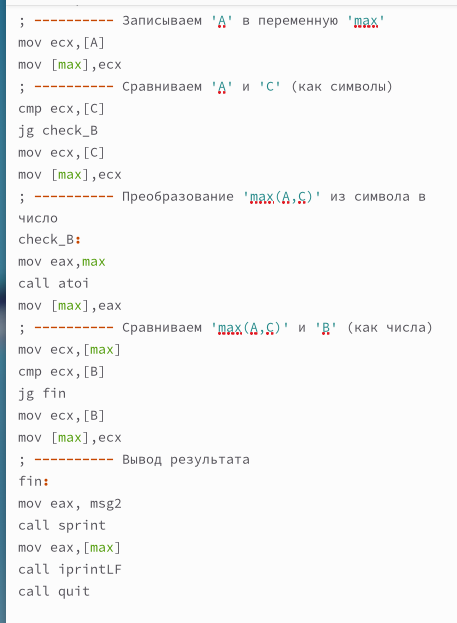 ; ---------- Записываем 'A' в переменную 'max'
mov ecx,[A]
mov [max],ecx
; ---------- Сравниваем 'A' и 'C' (как символы)
cmp ecx,[C]
jg check_B
mov ecx,[C]
mov [max],ecx
; ---------- Преобразование 'max(A,C)' из символа в
число
check_B:
mov eax,max
call atoi
mov [max],eax
; ---------- Сравниваем 'max(A,C)' и 'B' (как числа)
mov ecx,[max]
cmp ecx,[B]
jg fin
mov ecx,[B]
mov [max],ecx
; ---------- Вывод результата
fin:
mov eax, msg2
call sprint
mov eax,[max]
call iprintLF
call quit